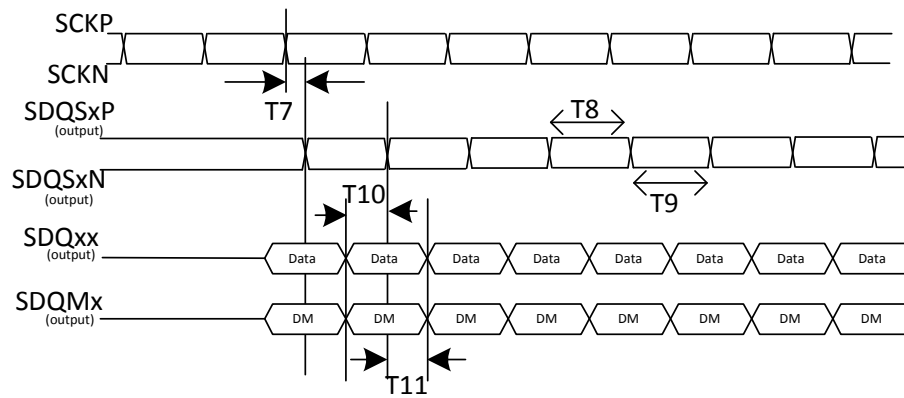 SCKP
SCKN
T7
SDQSxP
(output)
T8
SDQSxN
(output)
T10
T9
SDQxx
(output)
Data Data Data Data Data Data Data Data
SDQMx
(output)
DM DM DM DM DM DM DM DM
T11